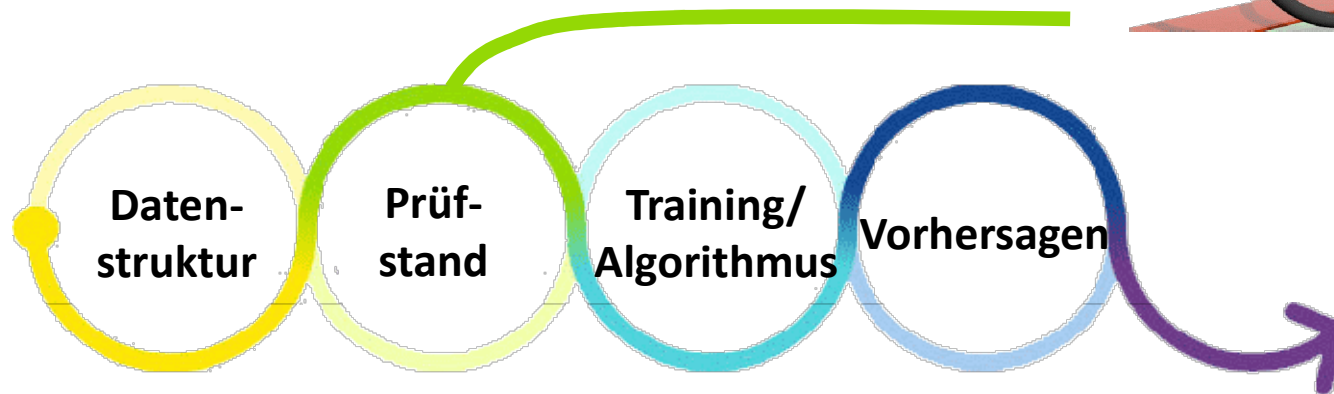 Daten-
struktur
Prüf-
stand
Training/
Algorithmus
Vorhersagen